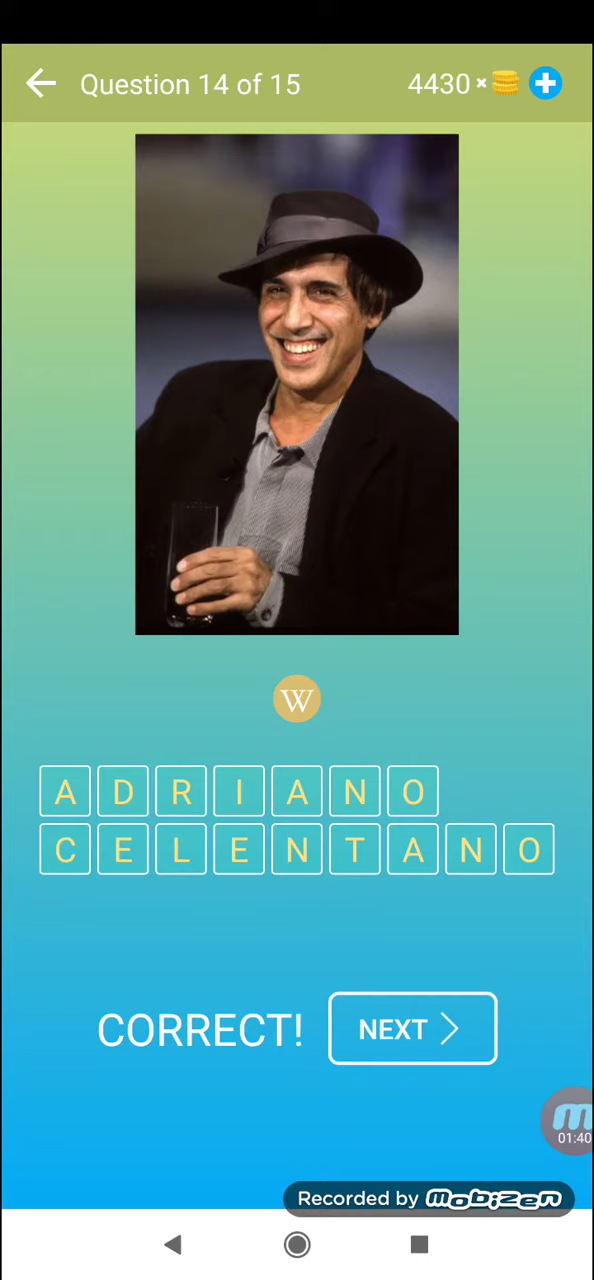 Question 14 of 15
4430 ×
W
ADRIANO
CELENTANO
CORRECT!
NEXT
01:40
Recorded by mobizen